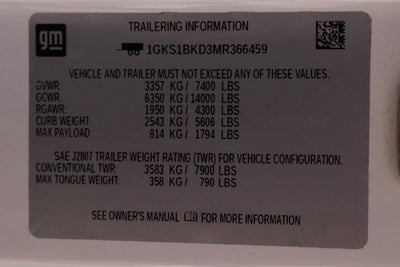 gm
TRAILERING INFORMATION
1GKS1BKD3MR366459
VEHICLE AND TRAILER MUST NOT EXCEED ANY OF THESE VALUES.
GVWR: 3357 KG / 7400 LBS
GCWR: 6350 KG / 14000 LBS
RGAWR: 1950 KG / 4300 LBS
CURB WEIGHT: 2543 KG / 5606 LBS
MAX PAYLOAD: 814 KG / 1794 LBS
SAE J2807 TRAILER WEIGHT RATING (TWR) FOR VEHICLE CONFIGURATION.
CONVENTIONAL TWR: 3583 KG / 7900 LBS
MAX TONGUE WEIGHT: 358 KG / 790 LBS
SEE OWNER'S MANUAL FOR MORE INFORMATION